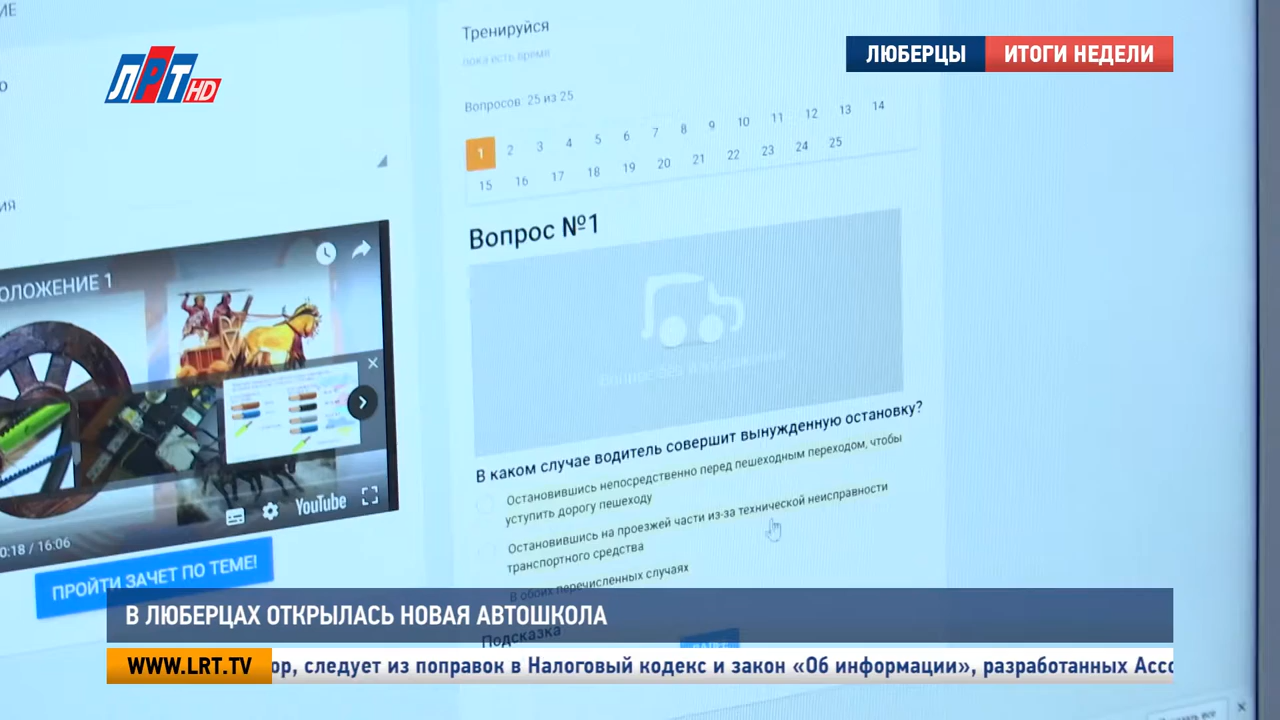 ЛРТ HD
ЛЮБЕРЦЫ ИТОГИ НЕДЕЛИ
Тренируйся
пока есть время
Вопросов: 25 из 25
1 2 3 4 5 6 7 8 9 10 11 12 13 14
15 16 17 18 19 20 21 22 23 24 25
Вопрос №1
ОЛОЖЕНИЕ 1
YouTube
0:18 / 16:06
ПРОЙТИ ЗАЧЕТ ПО ТЕМЕ!
В каком случае водитель совершит вынужденную остановку?
Остановившись непосредственно перед пешеходным переходом, чтобы
уступить дорогу пешеходу
Остановившись на проезжей части из-за технической неисправности
транспортного средства
В обоих перечисленных случаях
Подсказка
В ЛЮБЕРЦАХ ОТКРЫЛАСЬ НОВАЯ АВТОШКОЛА
WWW.LRT.TV ор, следует из поправок в Налоговый кодекс и закон «Об информации», разработанных Ассо